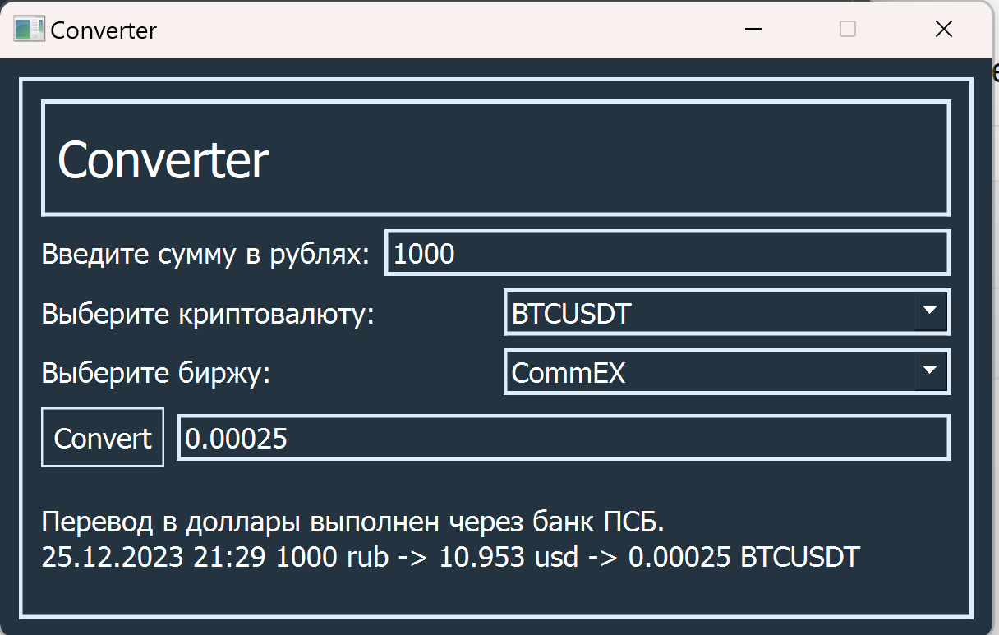 Converter
Converter
Введите сумму в рублях: 1000
Выберите криптовалюту: BTCUSDT
Выберите биржу: CommEX
Convert 0.00025
Перевод в доллары выполнен через банк ПСБ.
25.12.2023 21:29 1000 rub -> 10.953 usd -> 0.00025 BTCUSDT